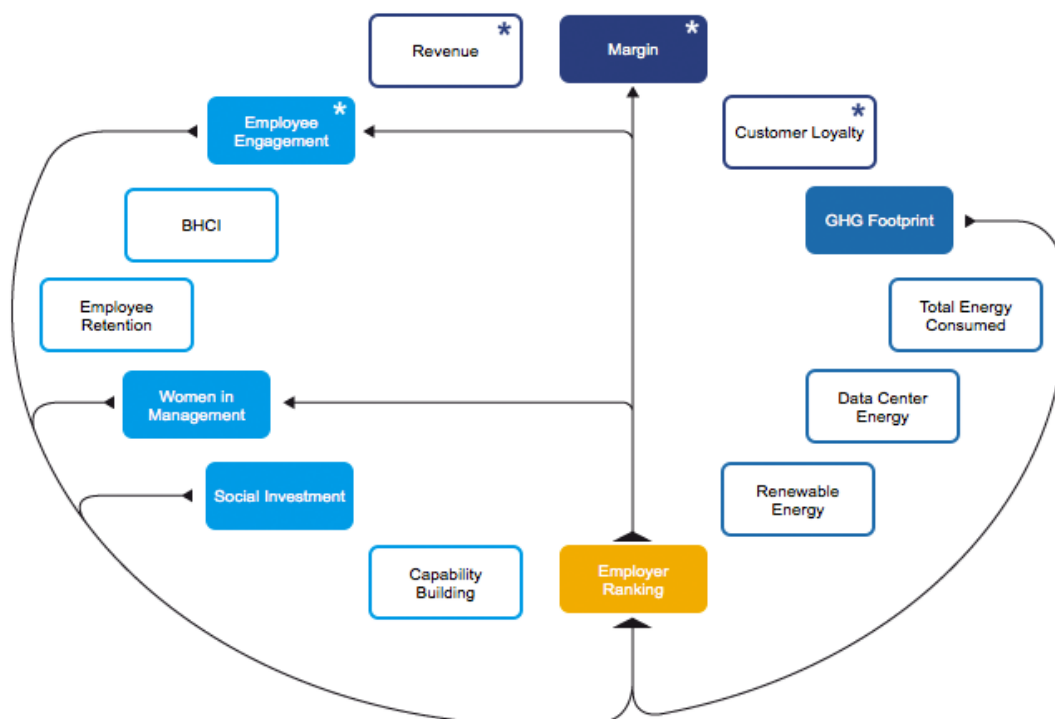 Revenue *
Margin *
Employee *
Engagement
Customer Loyalty *
BHCI
GHG Footprint
Employee
Retention
Total Energy
Consumed
Women in
Management
Data Center
Energy
Social Investment
Renewable
Energy
Capability
Building
Employer
Ranking